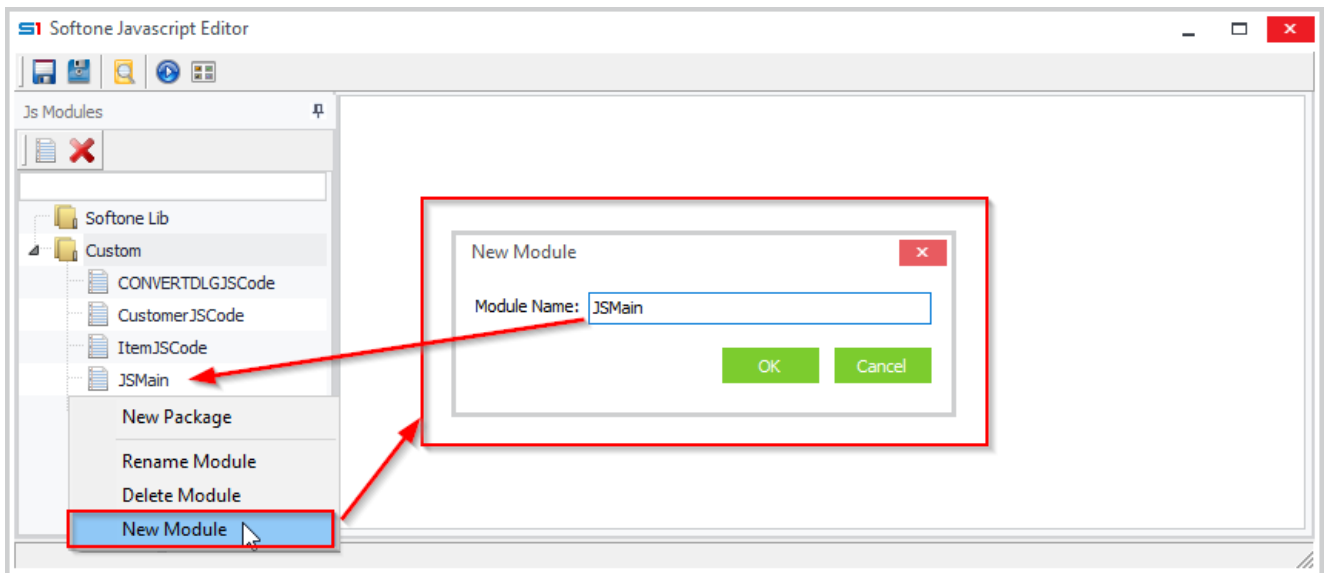 S1 Softone Javascript Editor
Js Modules
Softone Lib
Custom
CONVERTDLGJSCode
CustomerJSCode
ItemJSCode
JSMain
New Package
Rename Module
Delete Module
New Module
New Module
Module Name: JSMain
OK Cancel